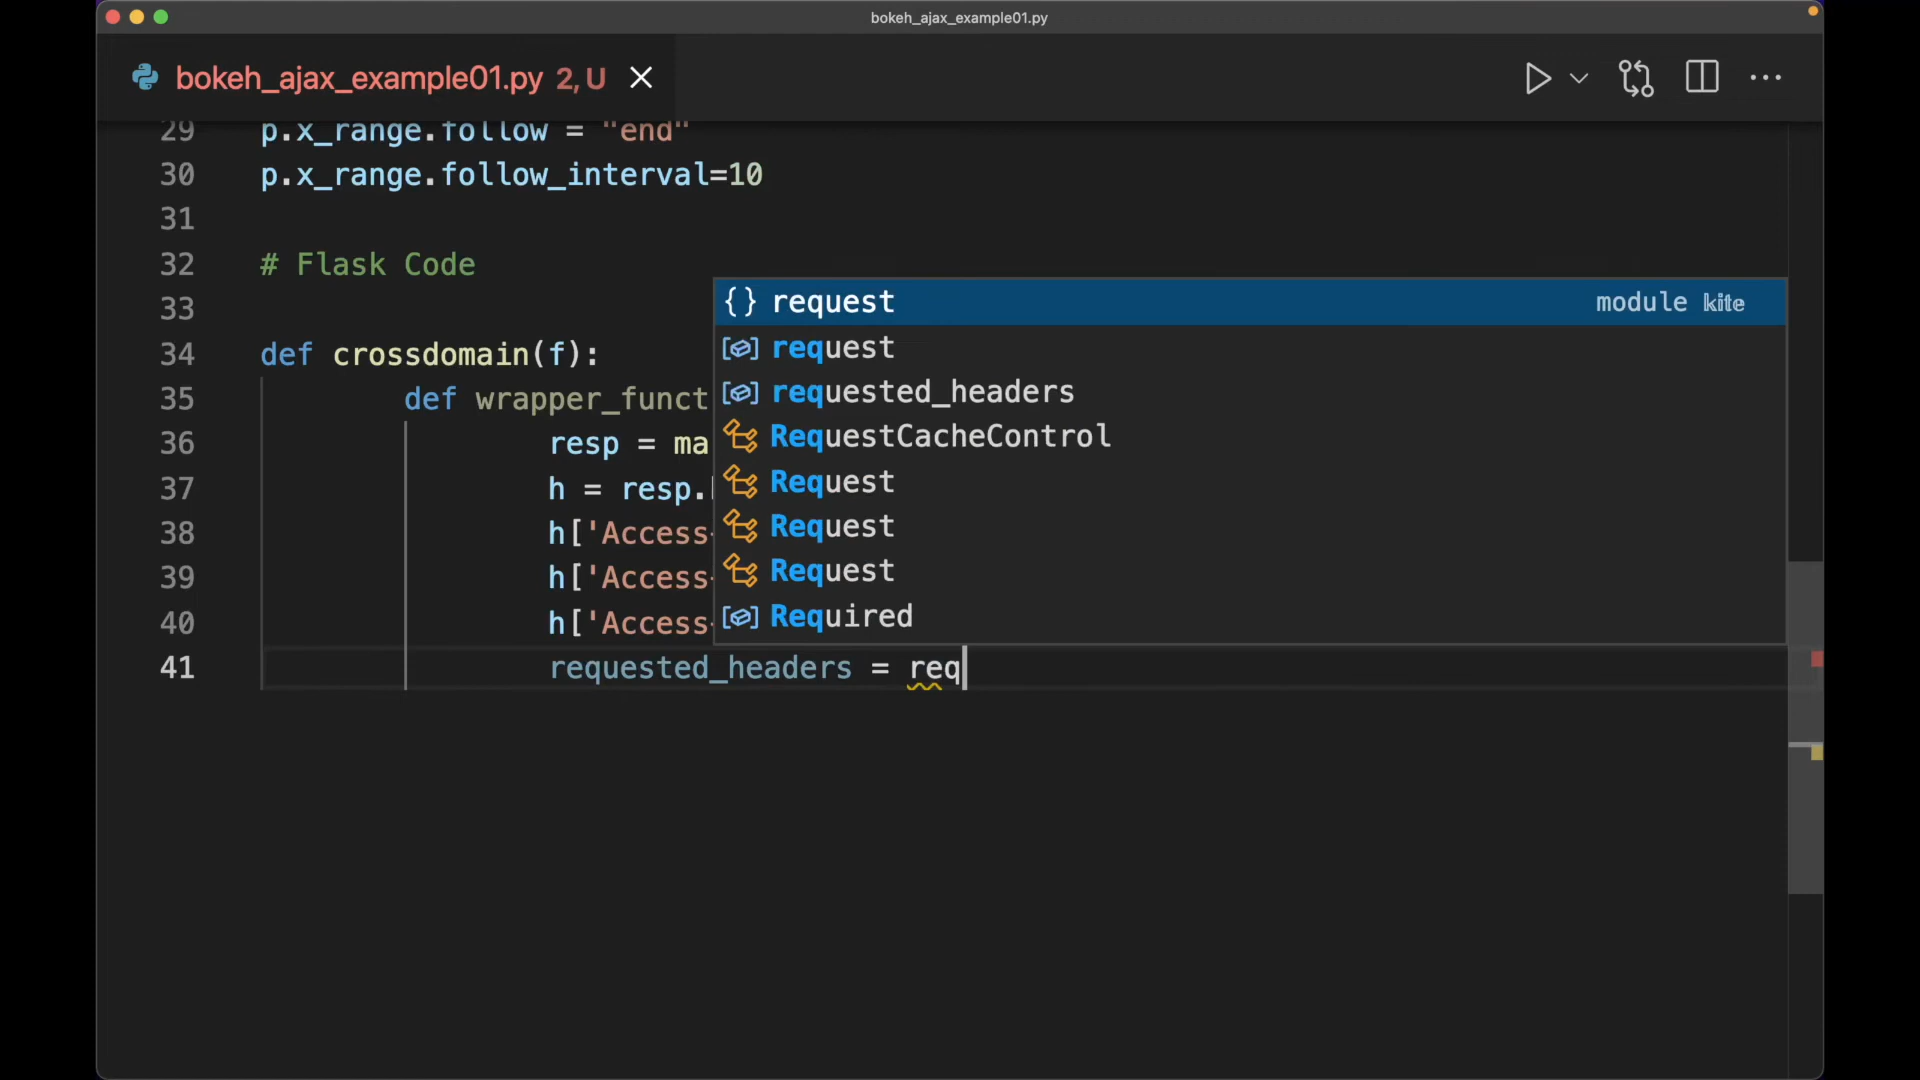 bokeh_ajax_example01.py
bokeh_ajax_example01.py 2, U
29 p.x_range.follow = "end"
30 p.x_range.follow_interval=10
31
32 # Flask Code
33
34 def crossdomain(f):
35 def wrapper_funct
36 resp = ma
37 h = resp.
38 h['Access-
39 h['Access-
40 h['Access-
41 requested_headers = req
{} request module kite
request
requested_headers
RequestCacheControl
Request
Request
Request
Required